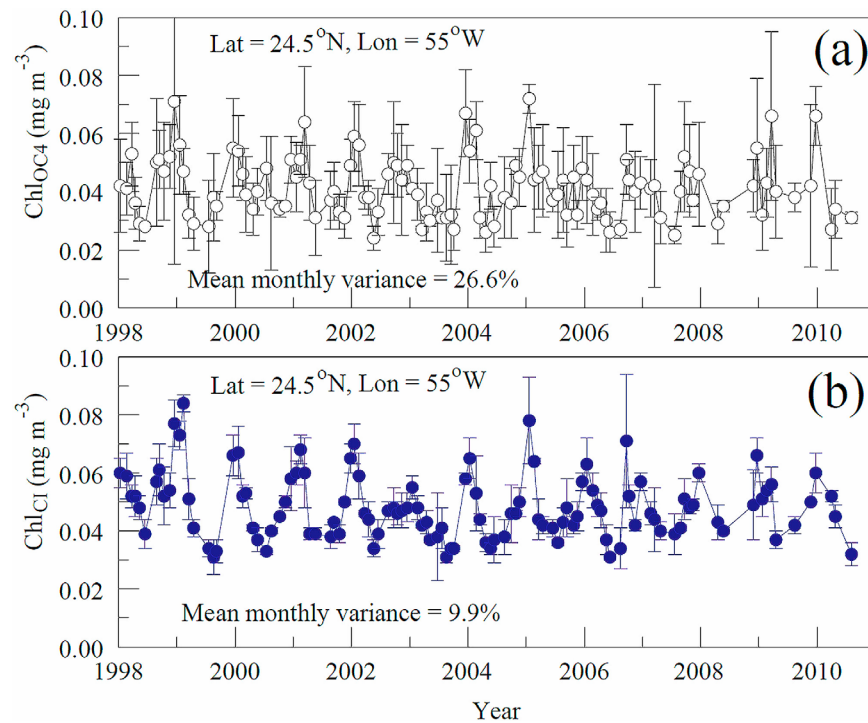 0.10
0.08
0.06
0.04
0.02
0.00
Chl_OC4 (mg m^-3)
Lat = 24.5°N, Lon = 55°W
(a)
Mean monthly variance = 26.6%
1998 2000 2002 2004 2006 2008 2010
0.10
0.08
0.06
0.04
0.02
0.00
Chl_CI (mg m^-3)
Lat = 24.5°N, Lon = 55°W
(b)
Mean monthly variance = 9.9%
1998 2000 2002 2004 2006 2008 2010
Year